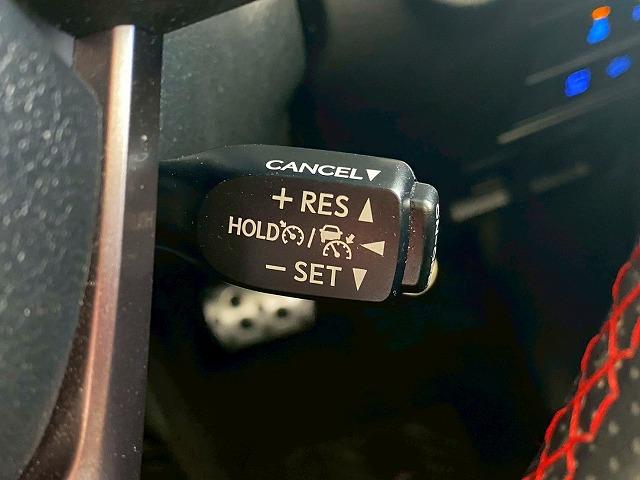 CANCEL▼
+ RES ▲
HOLD / ◀
− SET ▼